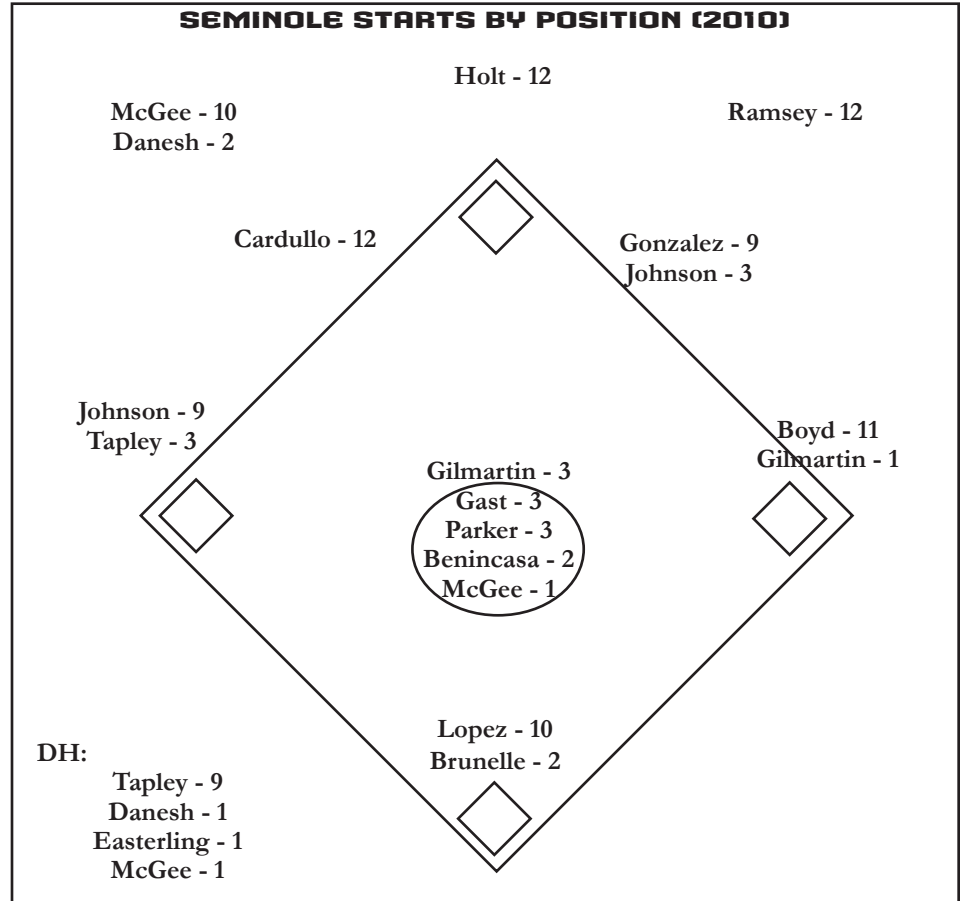 SEMINOLE STARTS BY POSITION (2010)
Holt - 12
McGee - 10
Danesh - 2
Ramsey - 12
Cardullo - 12
Gonzalez - 9
Johnson - 3
Johnson - 9
Tapley - 3
Boyd - 11
Gilmartin - 1
Gilmartin - 3
Gast - 3
Parker - 3
Benincasa - 2
McGee - 1
Lopez - 10
Brunelle - 2
DH:
Tapley - 9
Danesh - 1
Easterling - 1
McGee - 1